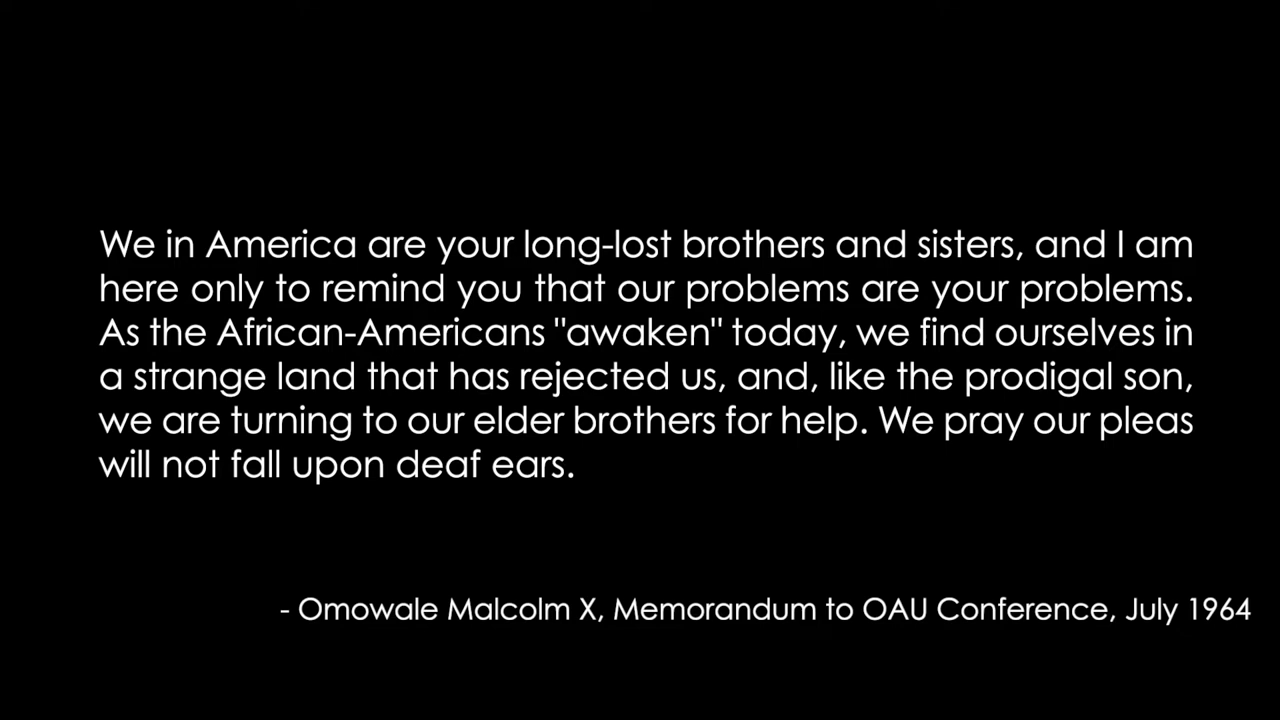 We in America are your long-lost brothers and sisters, and I am
here only to remind you that our problems are your problems.
As the African-Americans "awaken" today, we find ourselves in
a strange land that has rejected us, and, like the prodigal son,
we are turning to our elder brothers for help. We pray our pleas
will not fall upon deaf ears.
- Omowale Malcolm X, Memorandum to OAU Conference, July 1964